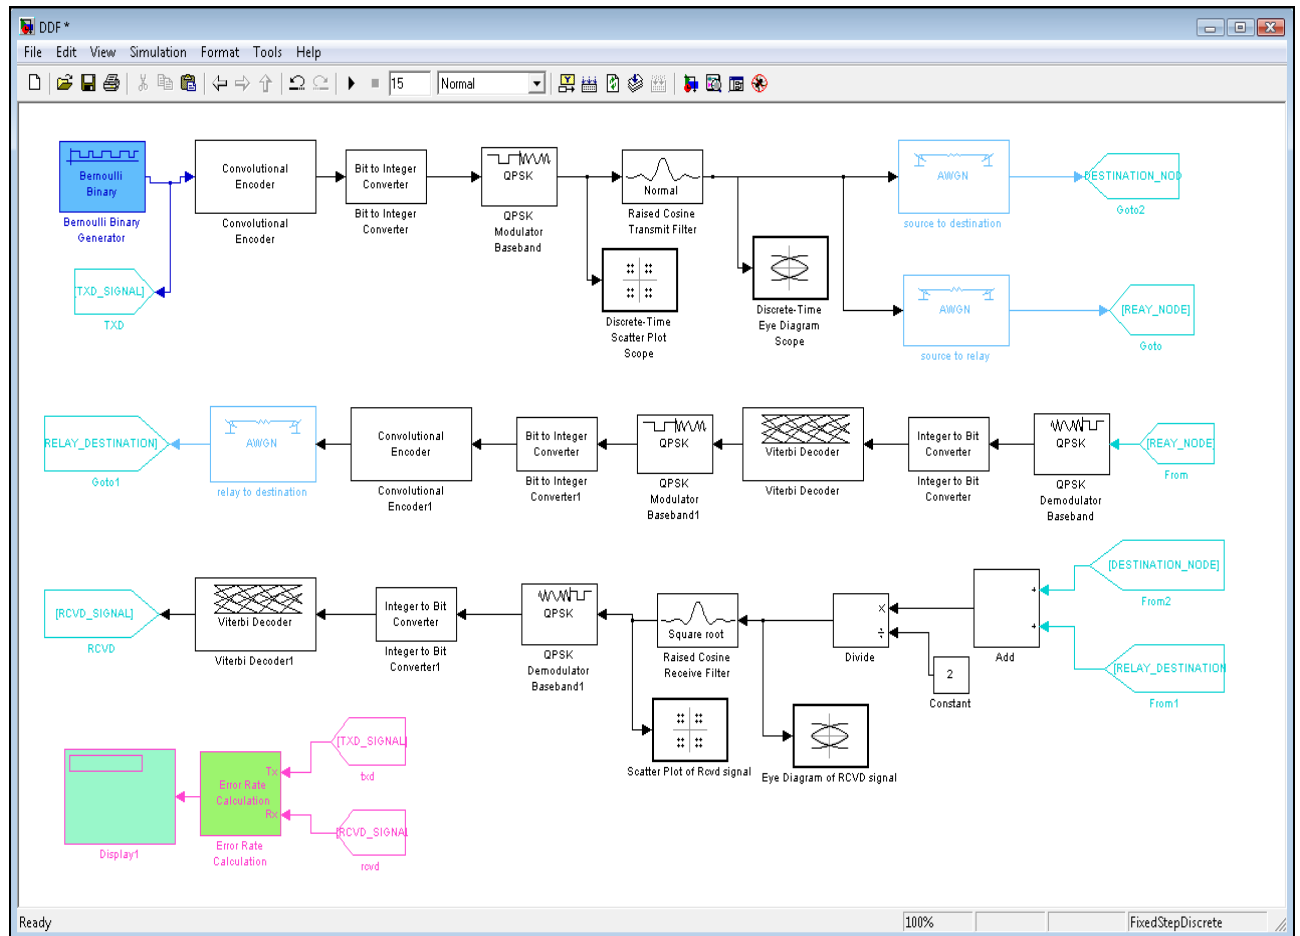 DDF *
File Edit View Simulation Format Tools Help
15 Normal
Bernoulli
Binary
Bernoulli Binary
Generator
Convolutional
Encoder
Convolutional
Encoder
Bit to Integer
Converter
Bit to Integer
Converter
QPSK
QPSK
Modulator
Baseband
Normal
Raised Cosine
Transmit Filter
AWGN
source to destination
DESTINATION_NOD
Goto2
[TXD_SIGNAL]
TXD
Discrete-Time
Scatter Plot
Scope
Discrete-Time
Eye Diagram
Scope
AWGN
source to relay
[REAY_NODE]
Goto
RELAY_DESTINATION]
Goto1
AWGN
relay to destination
Convolutional
Encoder
Convolutional
Encoder1
Bit to Integer
Converter
Bit to Integer
Converter1
QPSK
QPSK
Modulator
Baseband1
Viterbi Decoder
Viterbi Decoder
Integer to Bit
Converter
Integer to Bit
Converter
QPSK
QPSK
Demodulator
Baseband
[REAY_NODE]
From
[RCVD_SIGNAL]
RCVD
Viterbi Decoder
Viterbi Decoder1
Integer to Bit
Converter
Integer to Bit
Converter1
QPSK
QPSK
Demodulator
Baseband1
Square root
Raised Cosine
Receive Filter
×
÷
Divide
2
Constant
+
+
Add
[DESTINATION_NODE]
From2
[RELAY_DESTINATION
From1
Scatter Plot of Rcvd signal
Eye Diagram of RCVD signal
Display1
Tx
Error Rate
Calculation
Rx
Error Rate
Calculation
[TXD_SIGNAL]
txd
[RCVD_SIGNA
rcvd
Ready 100% FixedStepDiscrete